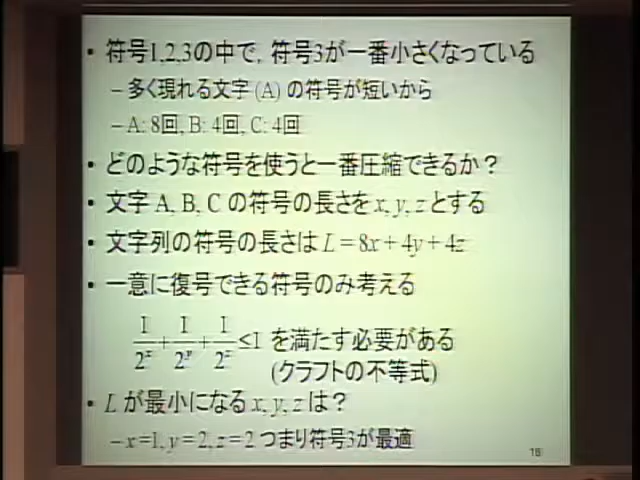 • 符号1,2,3の中で, 符号3が一番小さくなっている
– 多く現れる文字 (A) の符号が短いから
– A: 8回, B: 4回, C: 4回
• どのような符号を使うと一番圧縮できるか？
• 文字 A, B, C の符号の長さを x, y, z とする
• 文字列の符号の長さは L = 8x + 4y + 4z
• 一意に復号できる符号のみ考える
1/2^x + 1/2^y + 1/2^z ≤ 1 を満たす必要がある
(クラフトの不等式)
• L が最小になる x, y, z は？
– x=1, y=2, z=2 つまり符号3が最適